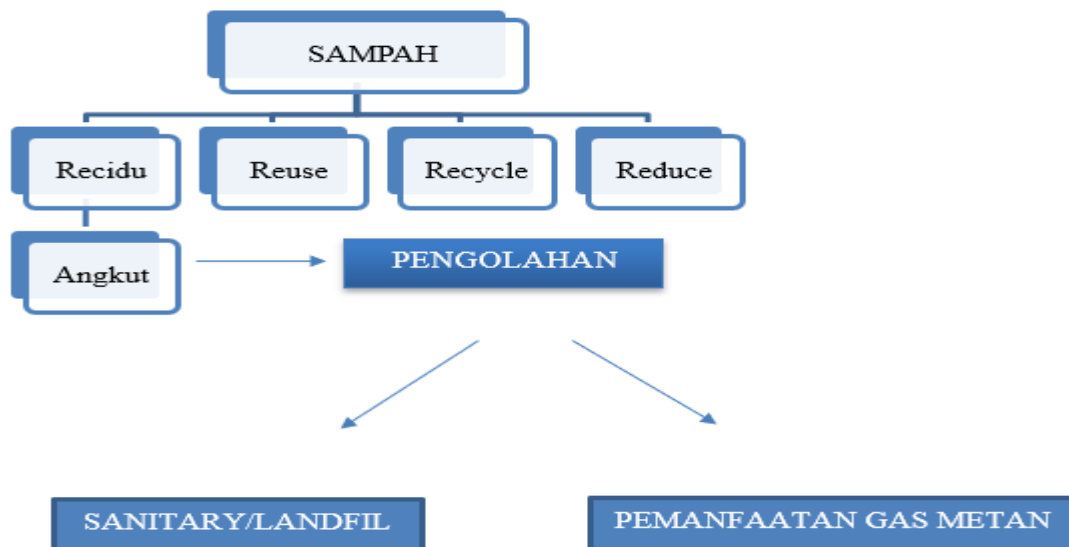 SAMPAH
Recidu
Reuse
Recycle
Reduce
Angkut
PENGOLAHAN
SANITARY/LANDFIL
PEMANFAATAN GAS METAN